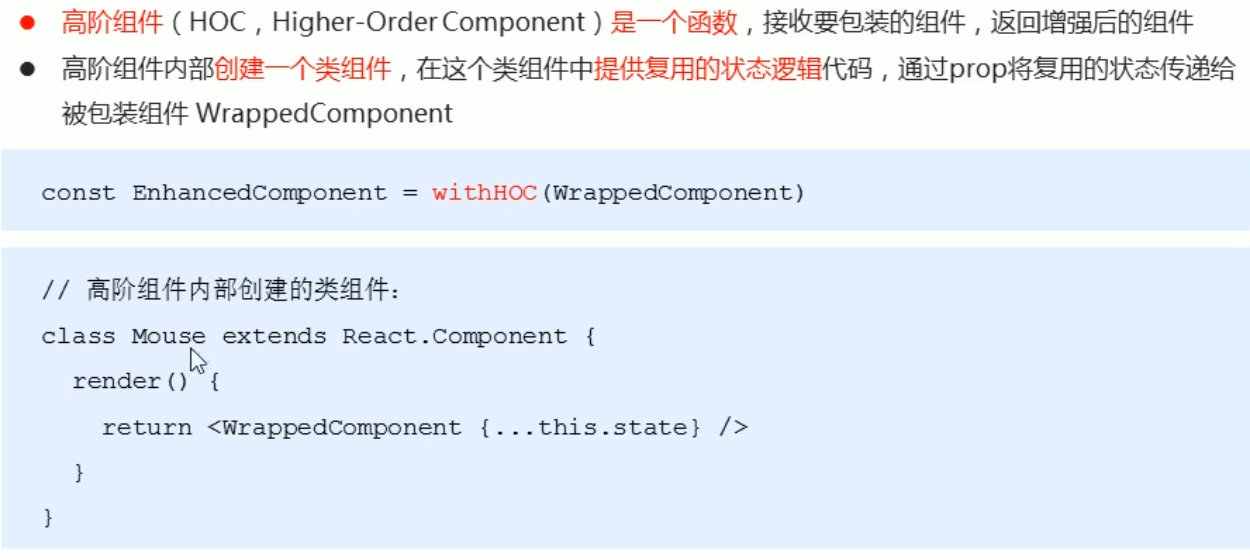 高阶组件（HOC，Higher-Order Component）是一个函数，接收要包装的组件，返回增强后的组件
高阶组件内部创建一个类组件，在这个类组件中提供复用的状态逻辑代码，通过prop将复用的状态传递给
被包装组件 WrappedComponent
const EnhancedComponent = withHOC(WrappedComponent)
// 高阶组件内部创建的类组件：
class Mouse extends React.Component {
render() {
return <WrappedComponent {...this.state} />
}
}